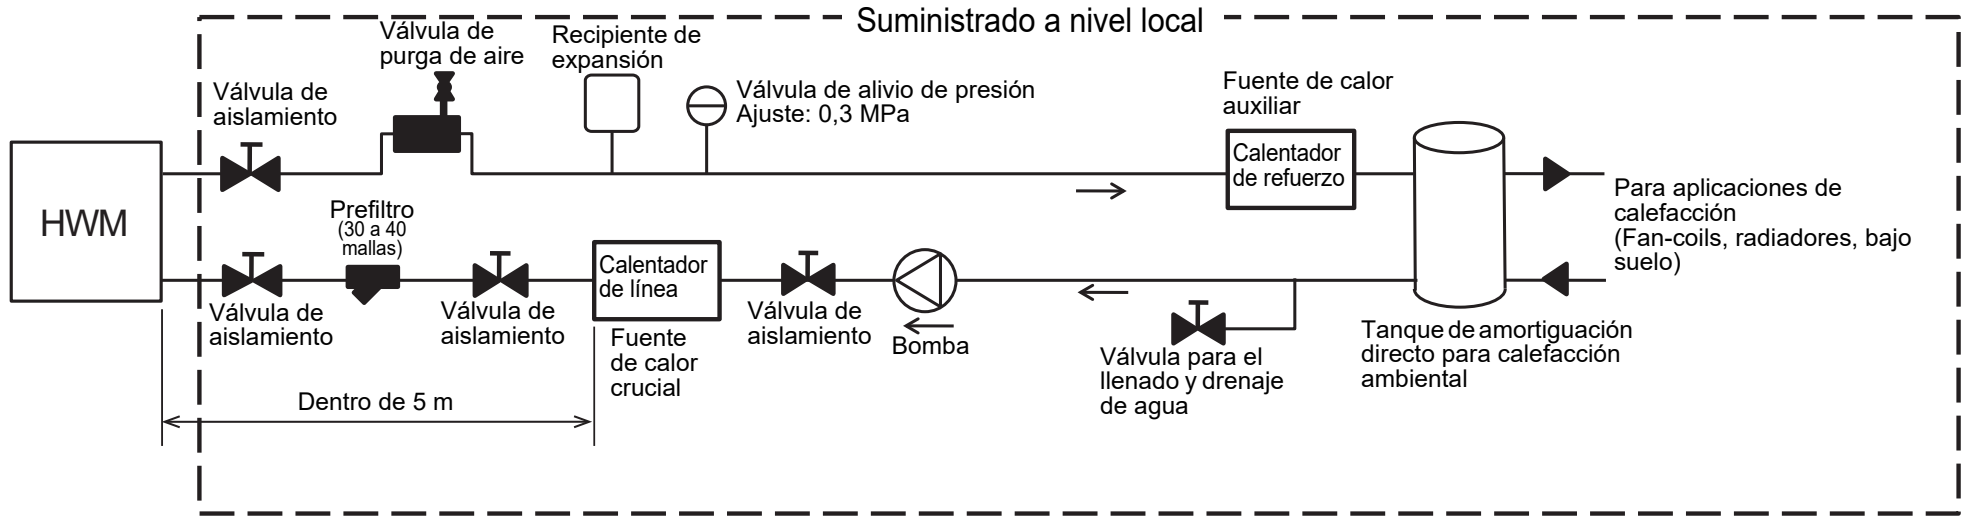 Suministrado a nivel local
Válvula de
purga de aire
Recipiente de
expansión
Válvula de
aislamiento
Válvula de alivio de presión
Ajuste: 0,3 MPa
Fuente de calor
auxiliar
Calentador
de refuerzo
HWM
Prefiltro
(30 a 40
mallas)
Para aplicaciones de
calefacción
(Fan-coils, radiadores, bajo
suelo)
Calentador
de línea
Válvula de
aislamiento
Válvula de
aislamiento
Fuente
de calor
crucial
Válvula de
aislamiento
Bomba
Válvula para el
llenado y drenaje
de agua
Tanque de amortiguación
directo para calefacción
ambiental
Dentro de 5 m